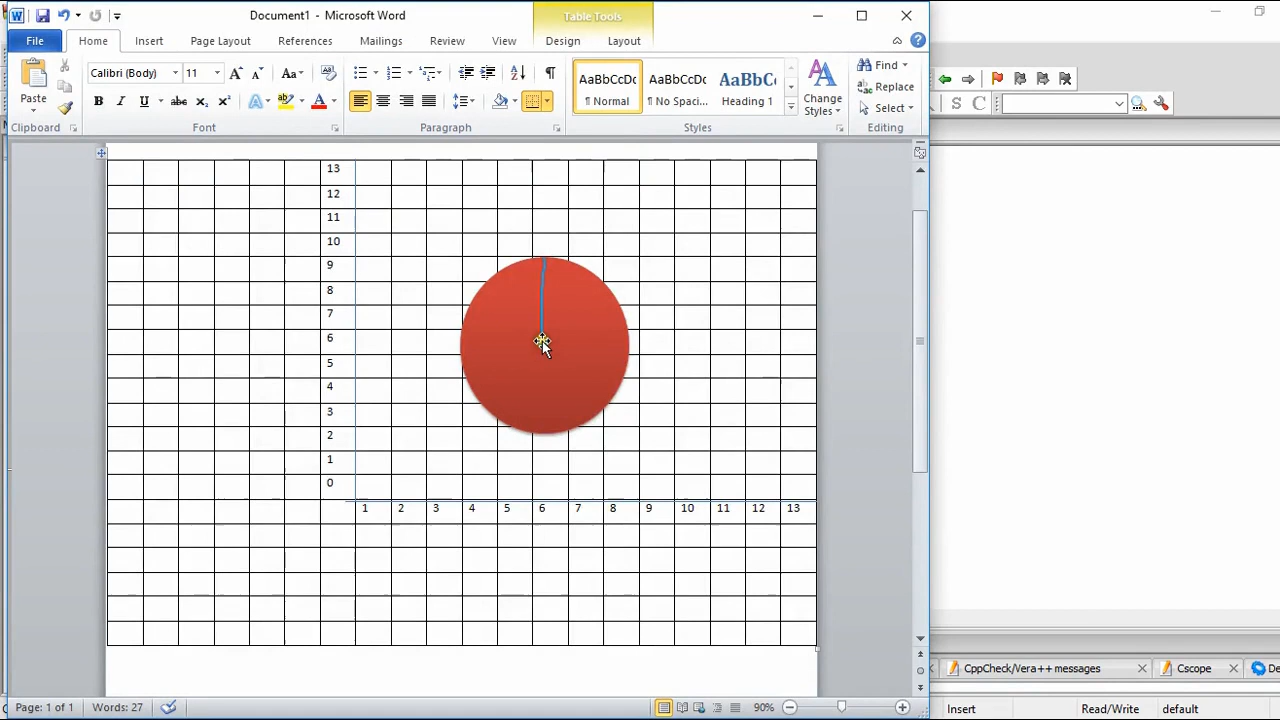 Document1 - Microsoft Word
Table Tools
File Home Insert Page Layout References Mailings Review View Design Layout
Paste
Calibri (Body) 11
AaBbCcDc AaBbCcDc AaBbC
¶ Normal ¶ No Spaci... Heading 1
Change
Styles
Find
Replace
Select
Clipboard Font Paragraph Styles Editing
S C
13
12
11
10
9
8
7
6
5
4
3
2
1
0
1 2 3 4 5 6 7 8 9 10 11 12 13
CppCheck/Vera++ messages Cscope
Page: 1 of 1 Words: 27 90%
Insert Read/Write default